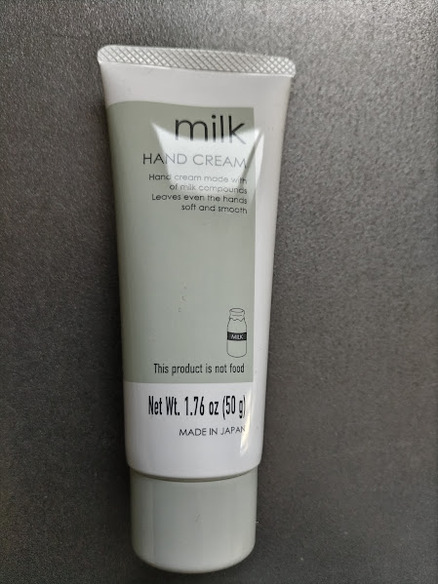 milk
HAND CREAM
Hand cream made with
of milk compounds
Leaves even the hands
soft and smooth
MILK
This product is not food
Net Wt. 1.76 oz (50 g)
MADE IN JAPAN